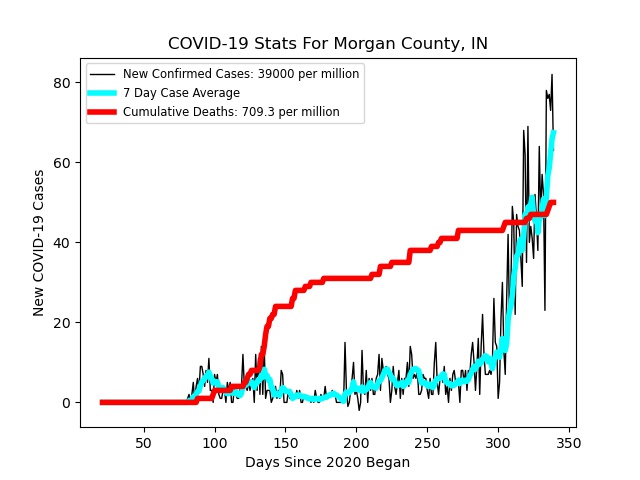 COVID-19 Stats For Morgan County, IN
New Confirmed Cases: 39000 per million
7 Day Case Average
Cumulative Deaths: 709.3 per million
New COVID-19 Cases
80
60
40
20
0
50 100 150 200 250 300 350
Days Since 2020 Began